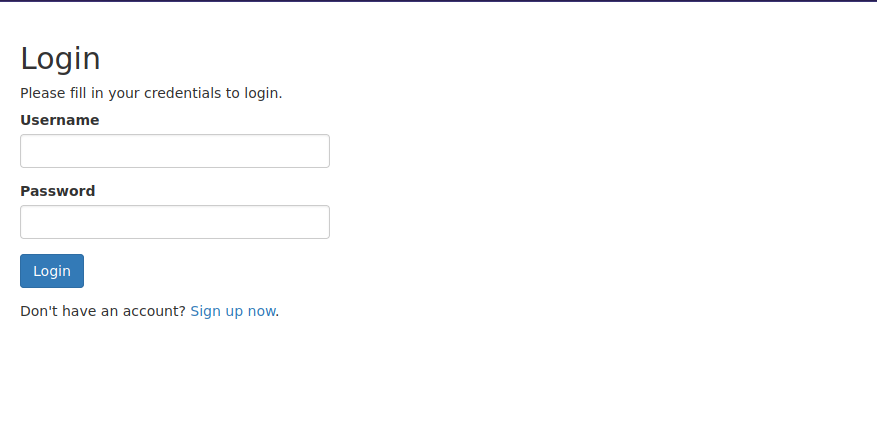 Login
Please fill in your credentials to login.
Username
Password
Login
Don't have an account? Sign up now.